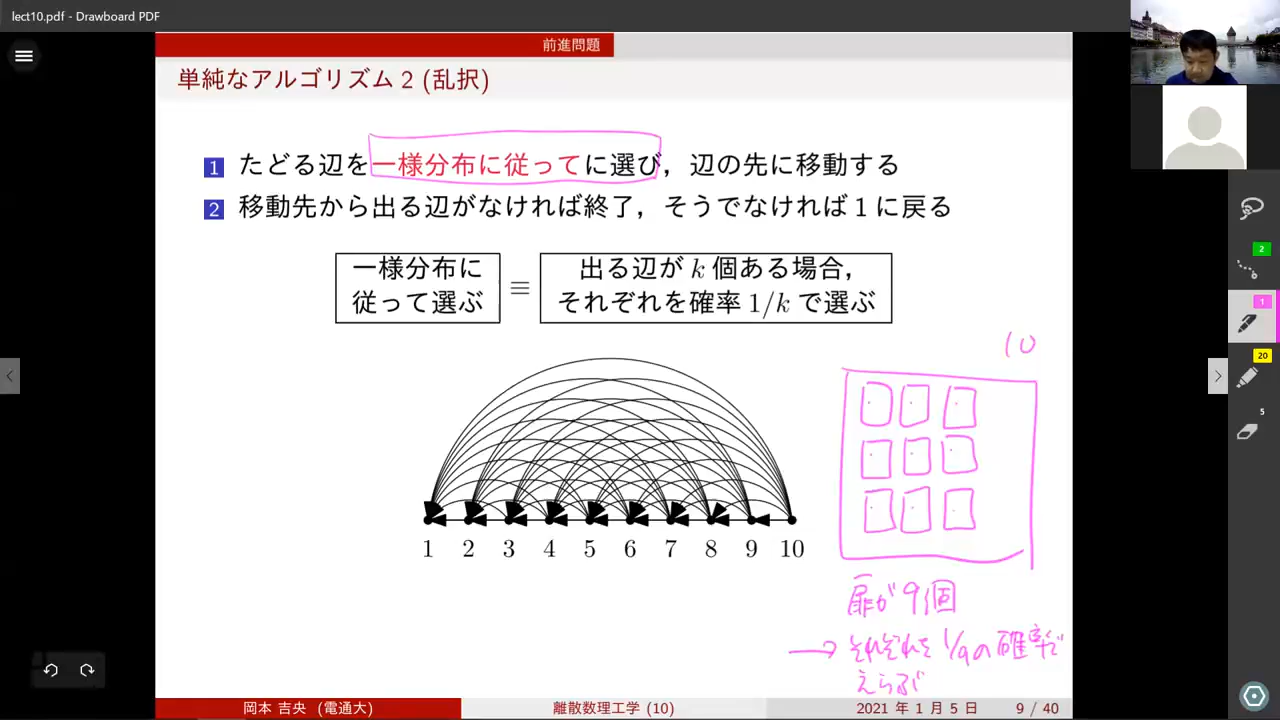 lect10.pdf - Drawboard PDF
前進問題
単純なアルゴリズム 2 (乱択)
1 たどる辺を一様分布に従ってに選び，辺の先に移動する
2 移動先から出る辺がなければ終了，そうでなければ 1 に戻る
一様分布に
従って選ぶ
≡
出る辺が k 個ある場合，
それぞれを確率 1/k で選ぶ
10
1 2 3 4 5 6 7 8 9 10
扉が9個
→ それぞれを 1/9の確率で
えらぶ
岡本 吉央 (電通大)
離散数理工学 (10)
2021 年 1 月 5 日
9 / 40
2
1
20
5